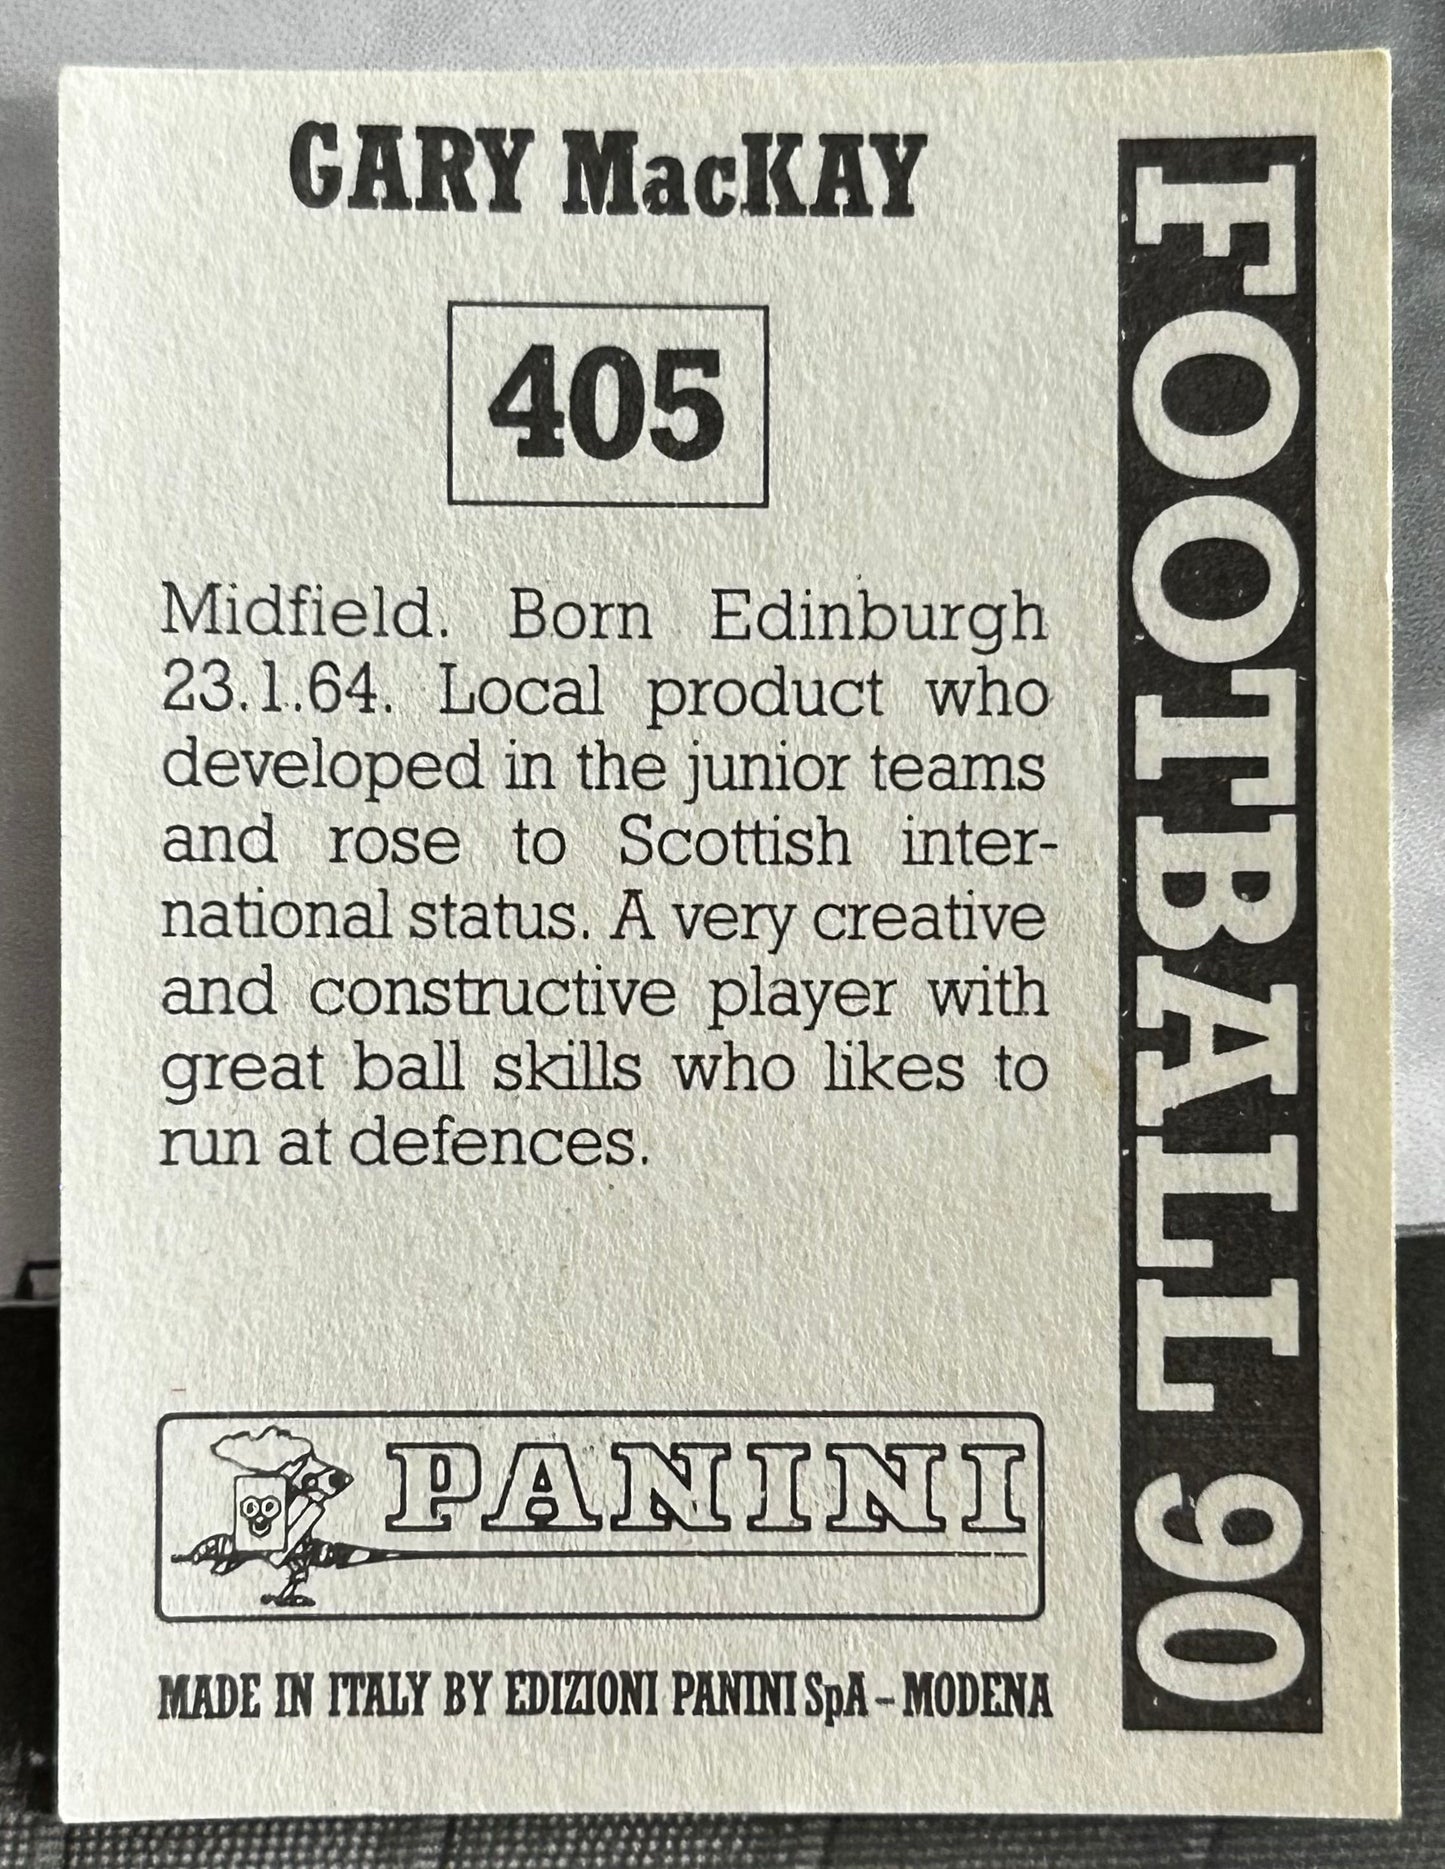 GARY MacKAY
405
Midfield. Born Edinburgh
23.1.64. Local product who
developed in the junior teams
and rose to Scottish inter-
national status. A very creative
and constructive player with
great ball skills who likes to
run at defences.
PANINI
MADE IN ITALY BY EDIZIONI PANINI SpA – MODENA
FOOTBALL 90